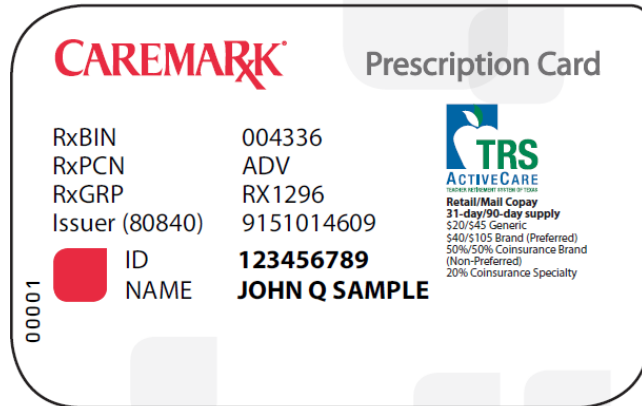 CAREMARK
Prescription Card
RxBIN 004336
RxPCN ADV
RxGRP RX1296
Issuer (80840) 9151014609
ID 123456789
NAME JOHN Q SAMPLE
00001
TRS
ACTIVECARE
TEACHER RETIREMENT SYSTEM OF TEXAS
Retail/Mail Copay
31-day/90-day supply
$20/$45 Generic
$40/$105 Brand (Preferred)
50%/50% Coinsurance Brand
(Non-Preferred)
20% Coinsurance Specialty